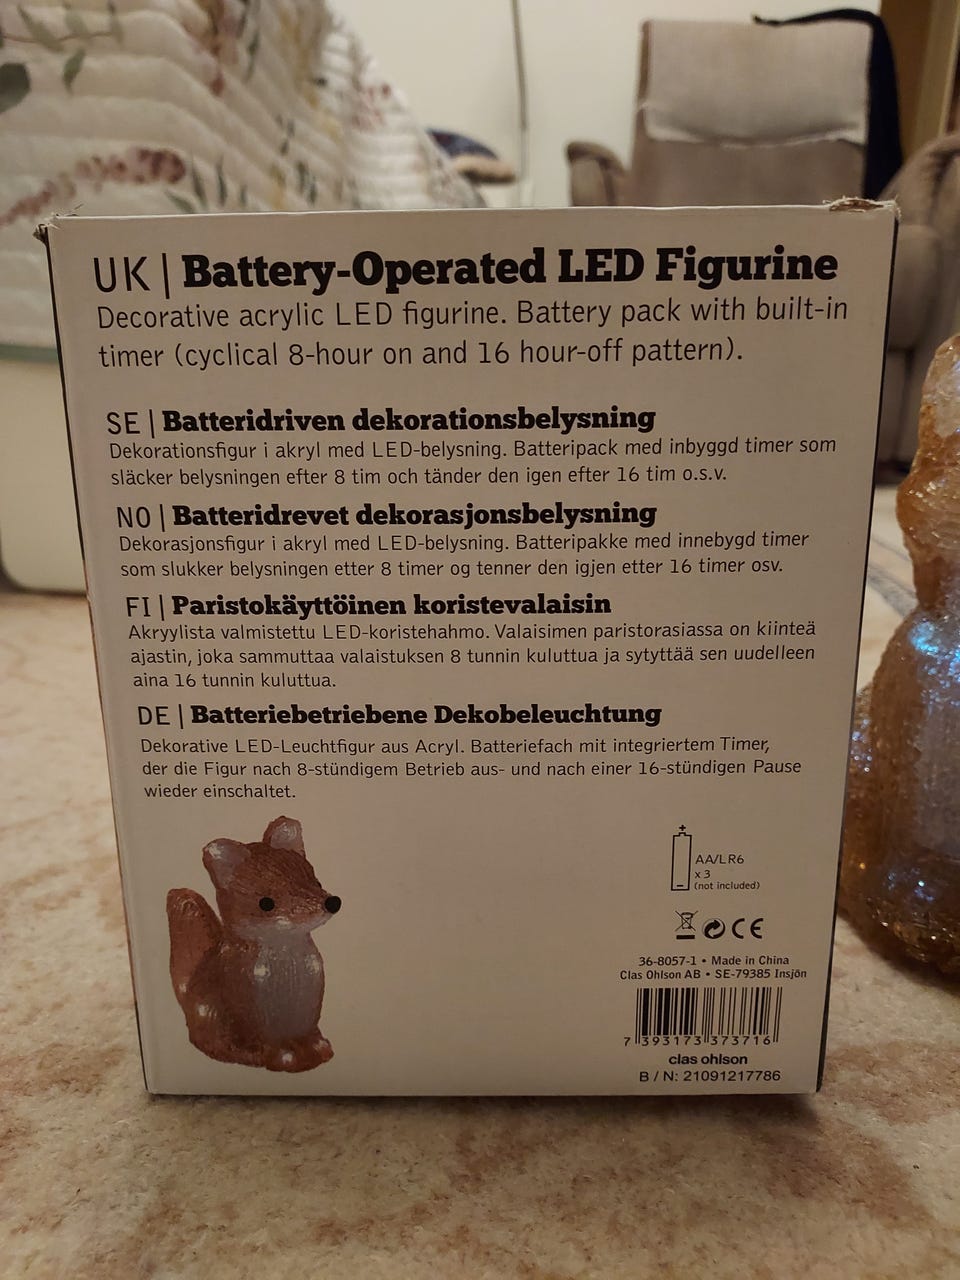 UK | Battery-Operated LED Figurine
Decorative acrylic LED figurine. Battery pack with built-in
timer (cyclical 8-hour on and 16 hour-off pattern).
SE | Batteridriven dekorationsbelysning
Dekorationsfigur i akryl med LED-belysning. Batteripack med inbyggd timer som
släcker belysningen efter 8 tim och tänder den igen efter 16 tim o.s.v.
NO | Batteridrevet dekorasjonsbelysning
Dekorasjonsfigur i akryl med LED-belysning. Batteripakke med innebygd timer
som slukker belysningen etter 8 timer og tenner den igjen etter 16 timer osv.
FI | Paristokäyttöinen koristevalaisin
Akryylista valmistettu LED-koristehahmo. Valaisimen paristorasiassa on kiinteä
ajastin, joka sammuttaa valaistuksen 8 tunnin kuluttua ja sytyttää sen uudelleen
aina 16 tunnin kuluttua.
DE | Batteriebetriebene Dekobeleuchtung
Dekorative LED-Leuchtfigur aus Acryl. Batteriefach mit integriertem Timer,
der die Figur nach 8-stündigem Betrieb aus- und nach einer 16-stündigen Pause
wieder einschaltet.
AA/LR6
x 3
(not included)
CE
36-8057-1 • Made in China
Clas Ohlson AB • SE-79385 Insjön
7 393173 373716
clas ohlson
B / N: 21091217786